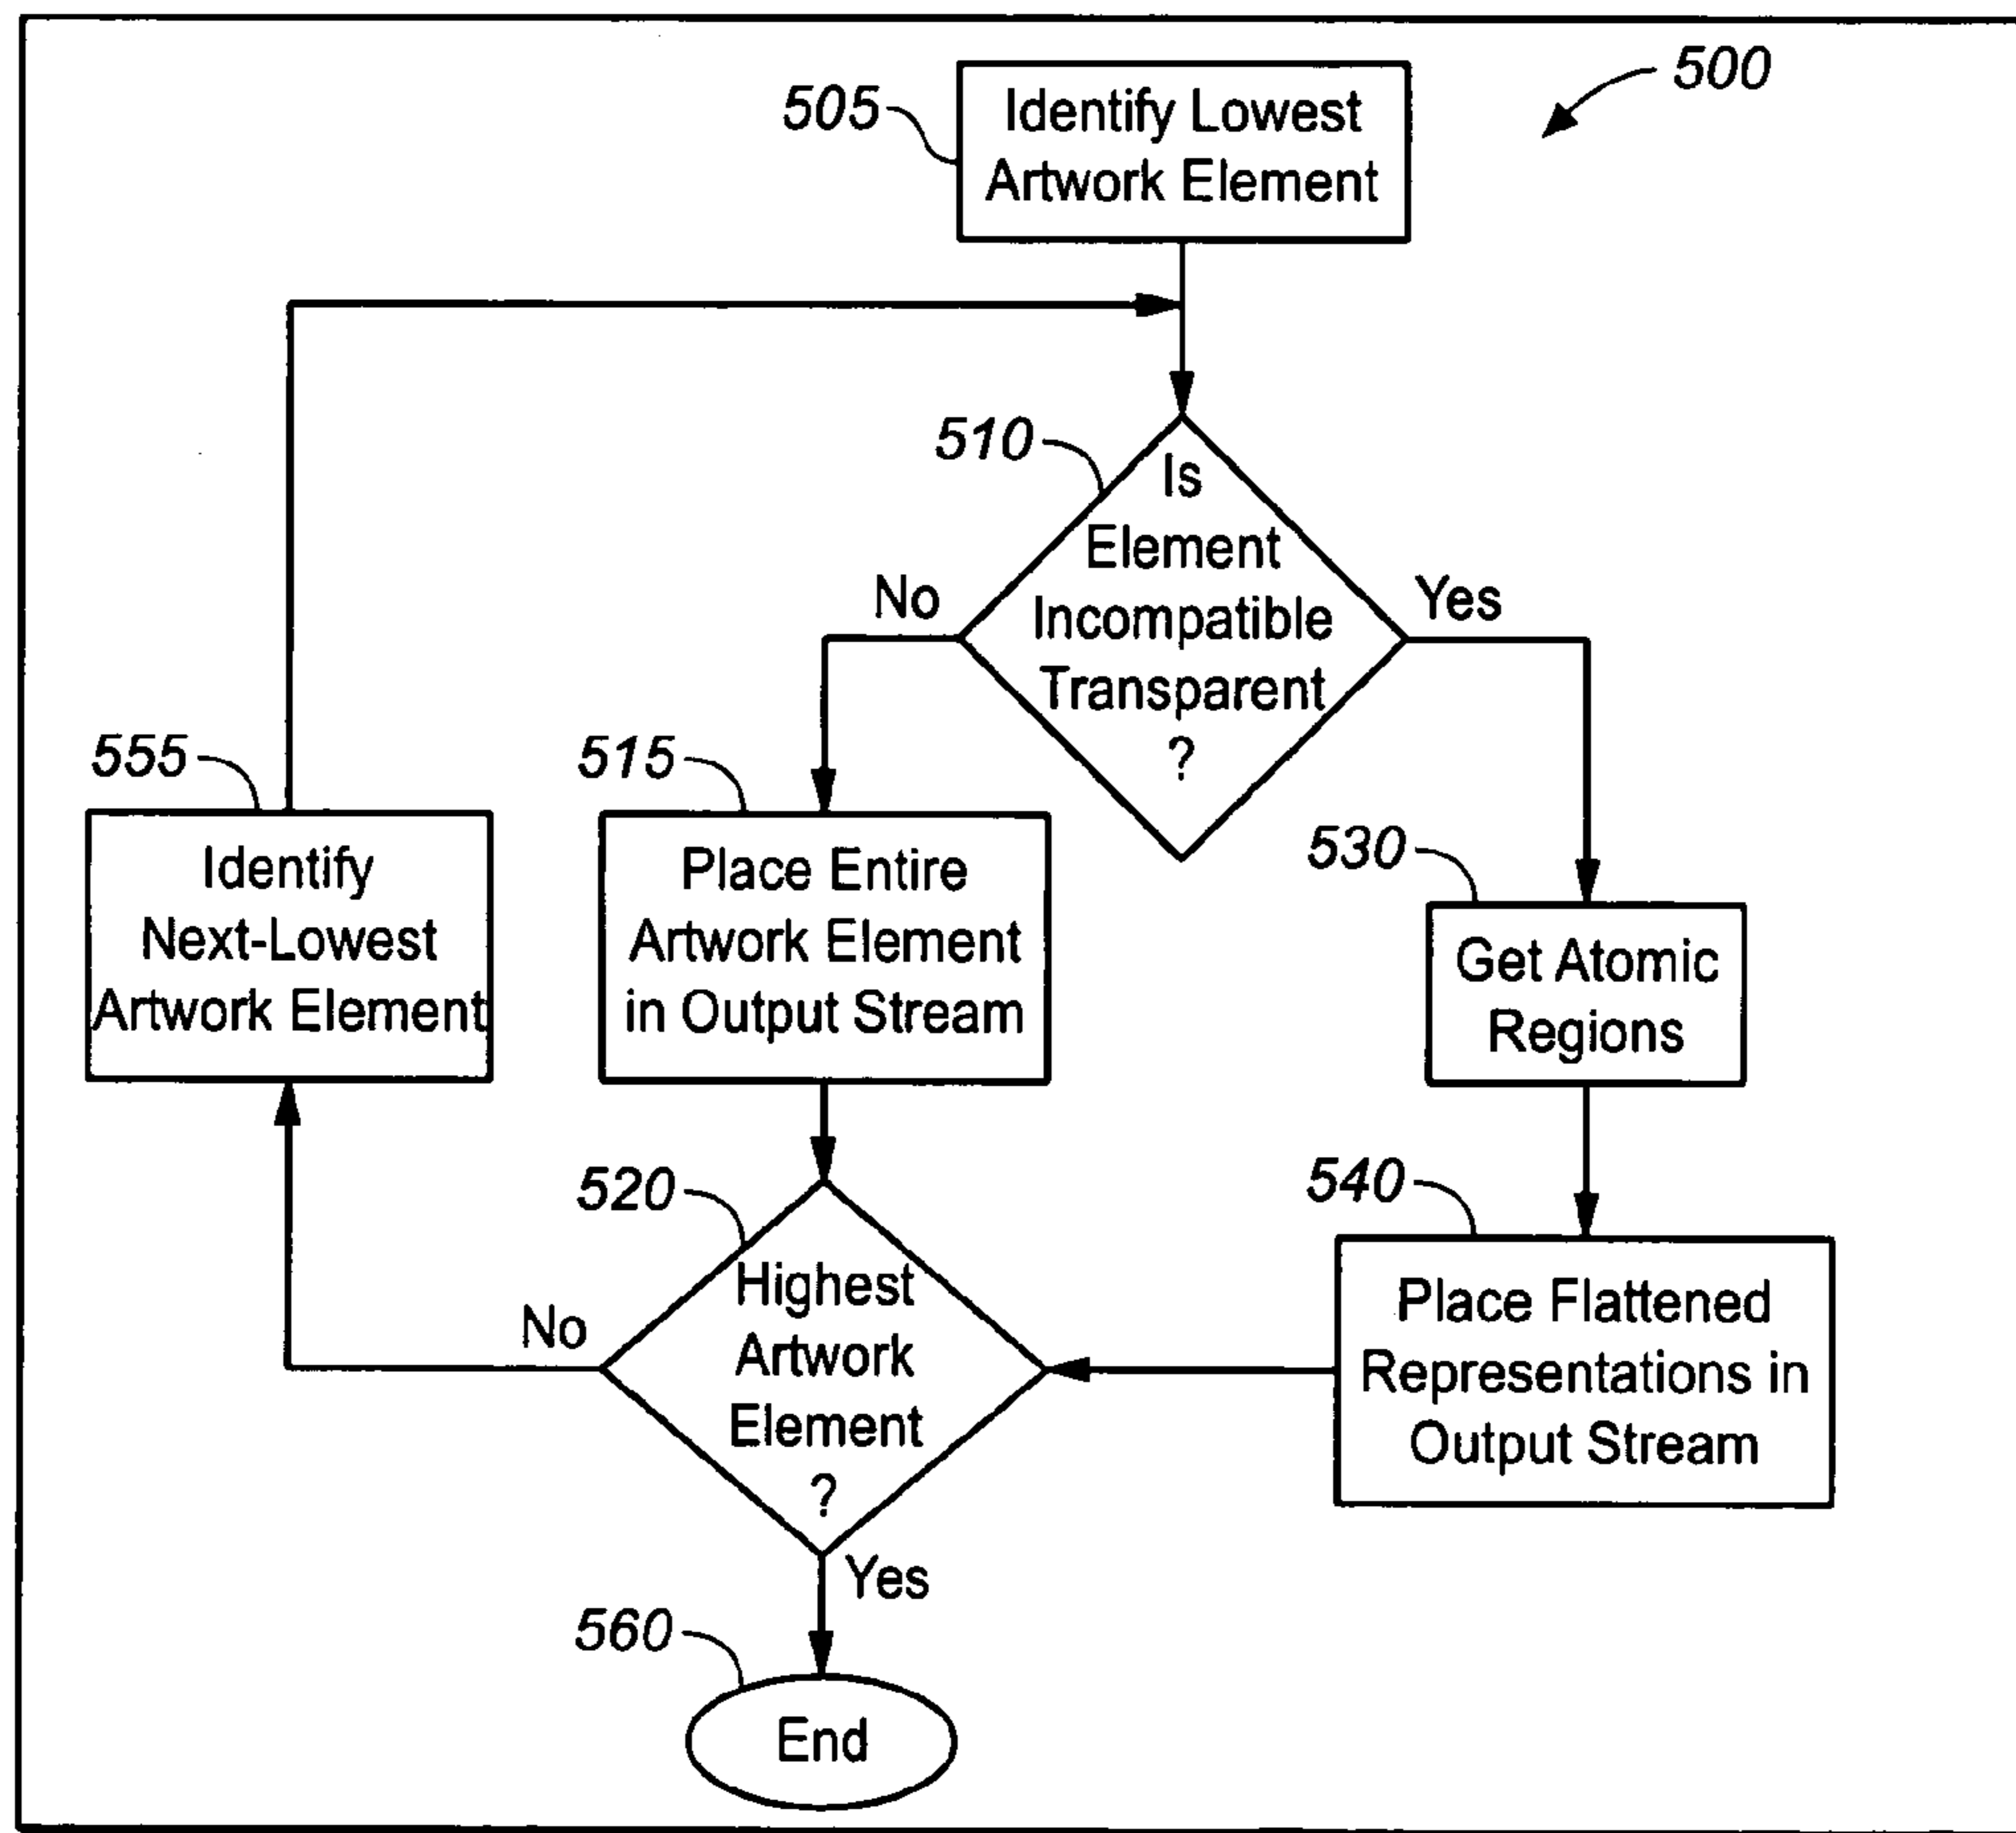 500
505
Identify Lowest
Artwork Element
510
Is
Element
Incompatible
Transparent
?
No
Yes
555
Identify
Next-Lowest
Artwork Element
515
Place Entire
Artwork Element
in Output Stream
530
Get Atomic
Regions
520
Highest
Artwork
Element
?
No
Yes
540
Place Flattened
Representations in
Output Stream
560
End